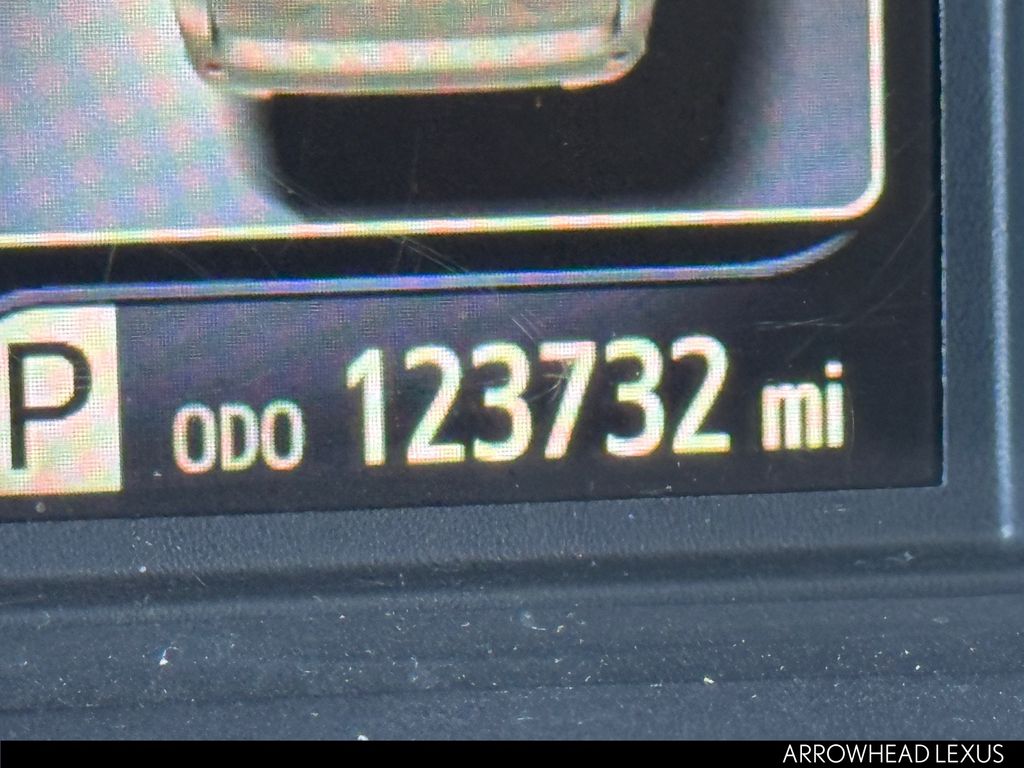 P ODO 123732 mi
ARROWHEAD LEXUS